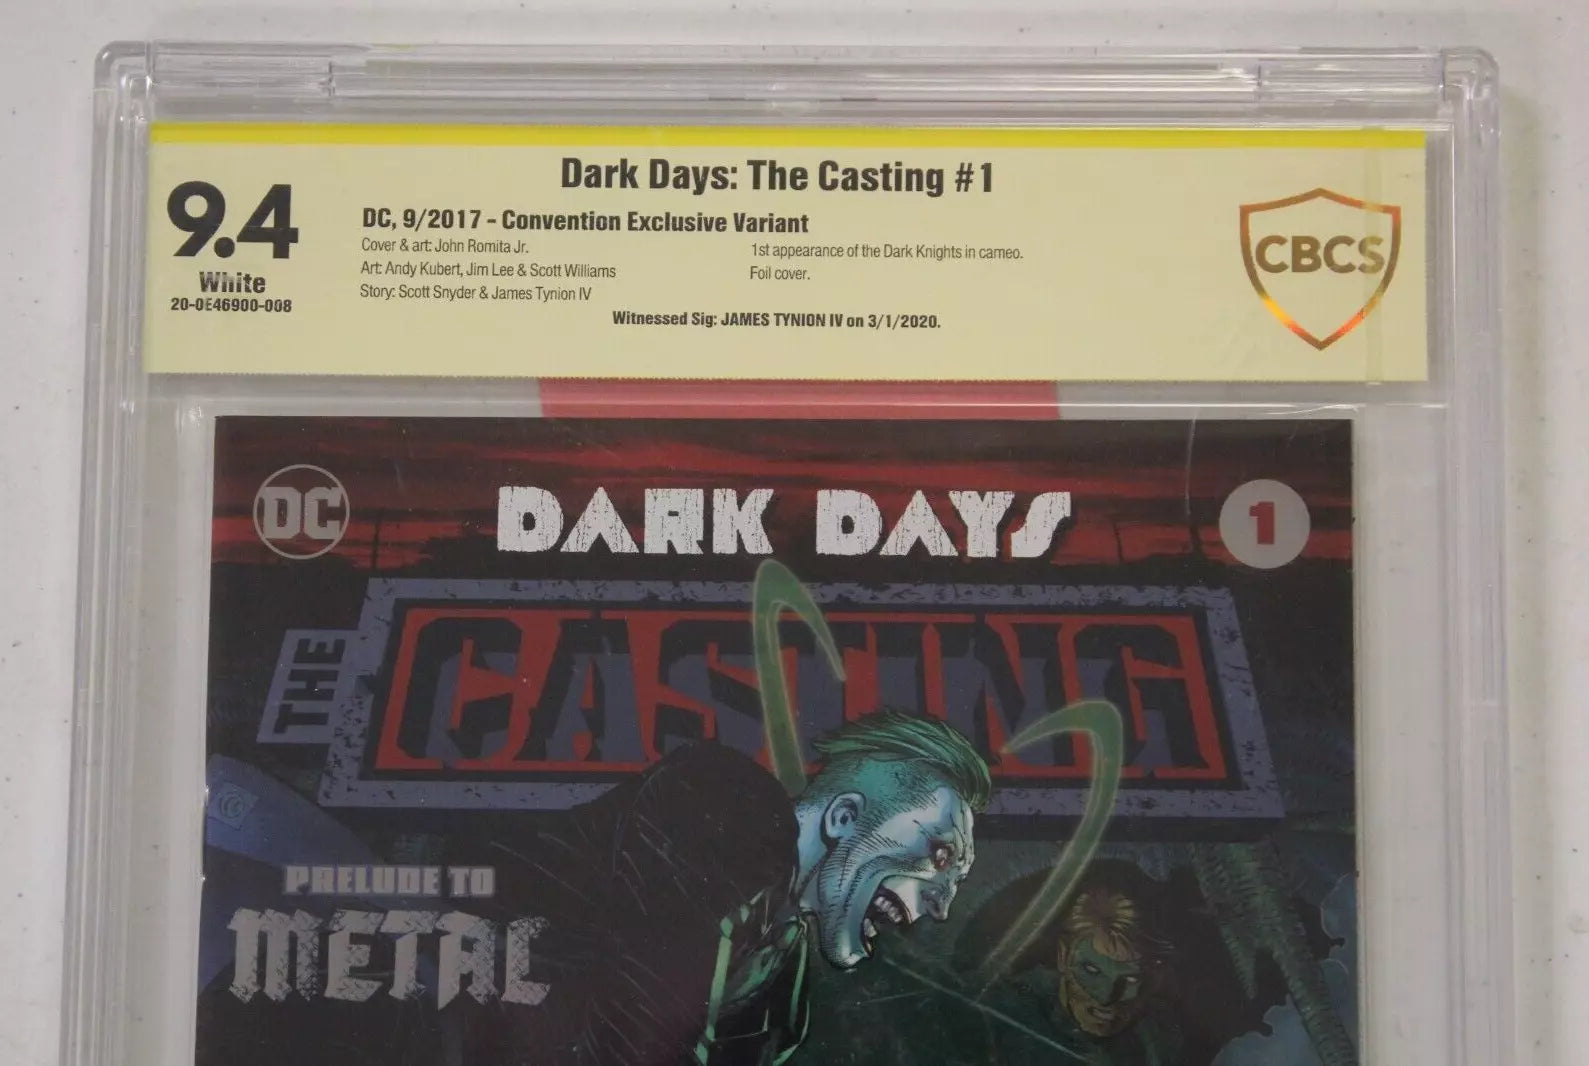 Dark Days: The Casting #1
9.4
White
20-0E46900-008
DC, 9/2017 - Convention Exclusive Variant
Cover & art: John Romita Jr.
Art: Andy Kubert, Jim Lee & Scott Williams
Story: Scott Snyder & James Tynion IV
1st appearance of the Dark Knights in cameo.
Foil cover.
Witnessed Sig: JAMES TYNION IV on 3/1/2020.
CBCS
DC
DARK DAYS
1
THE
CASTING
PRELUDE TO
METAL